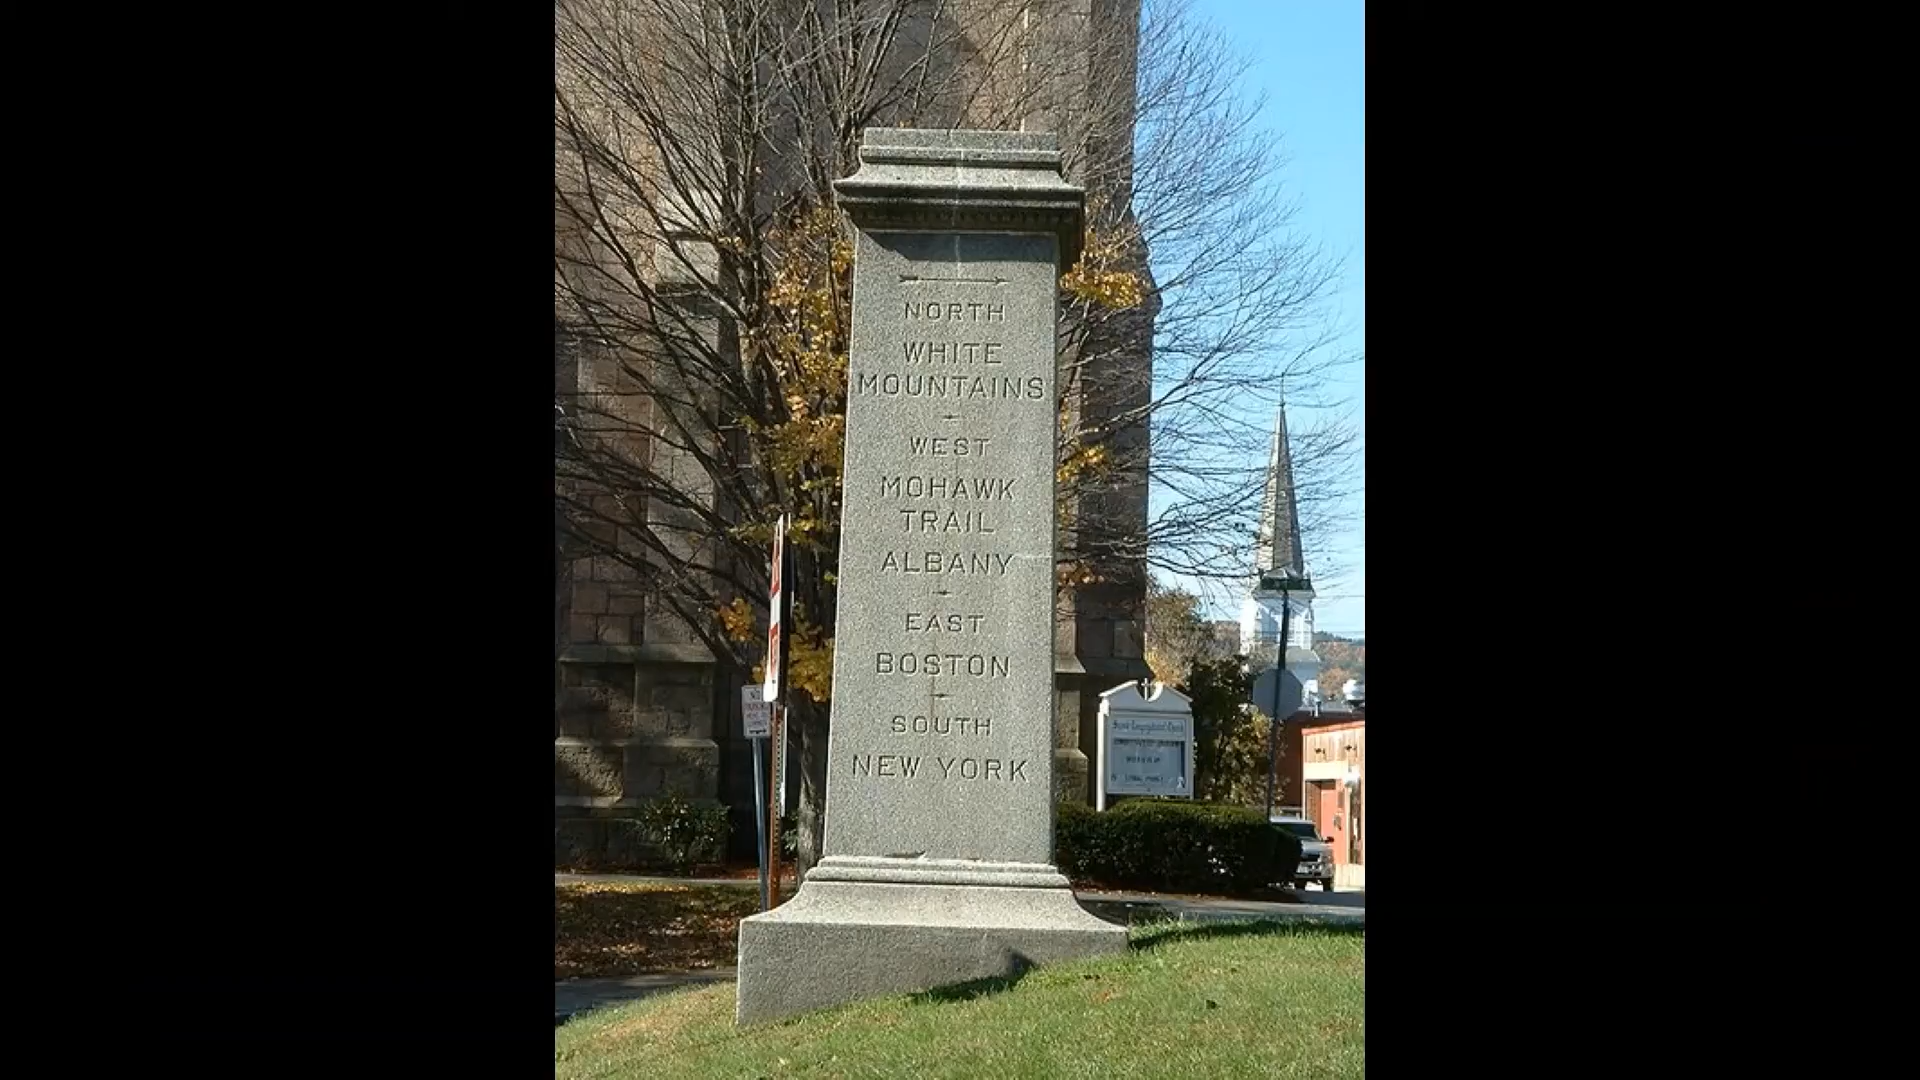 NORTH
WHITE
MOUNTAINS
WEST
MOHAWK
TRAIL
ALBANY
EAST
BOSTON
SOUTH
NEW YORK